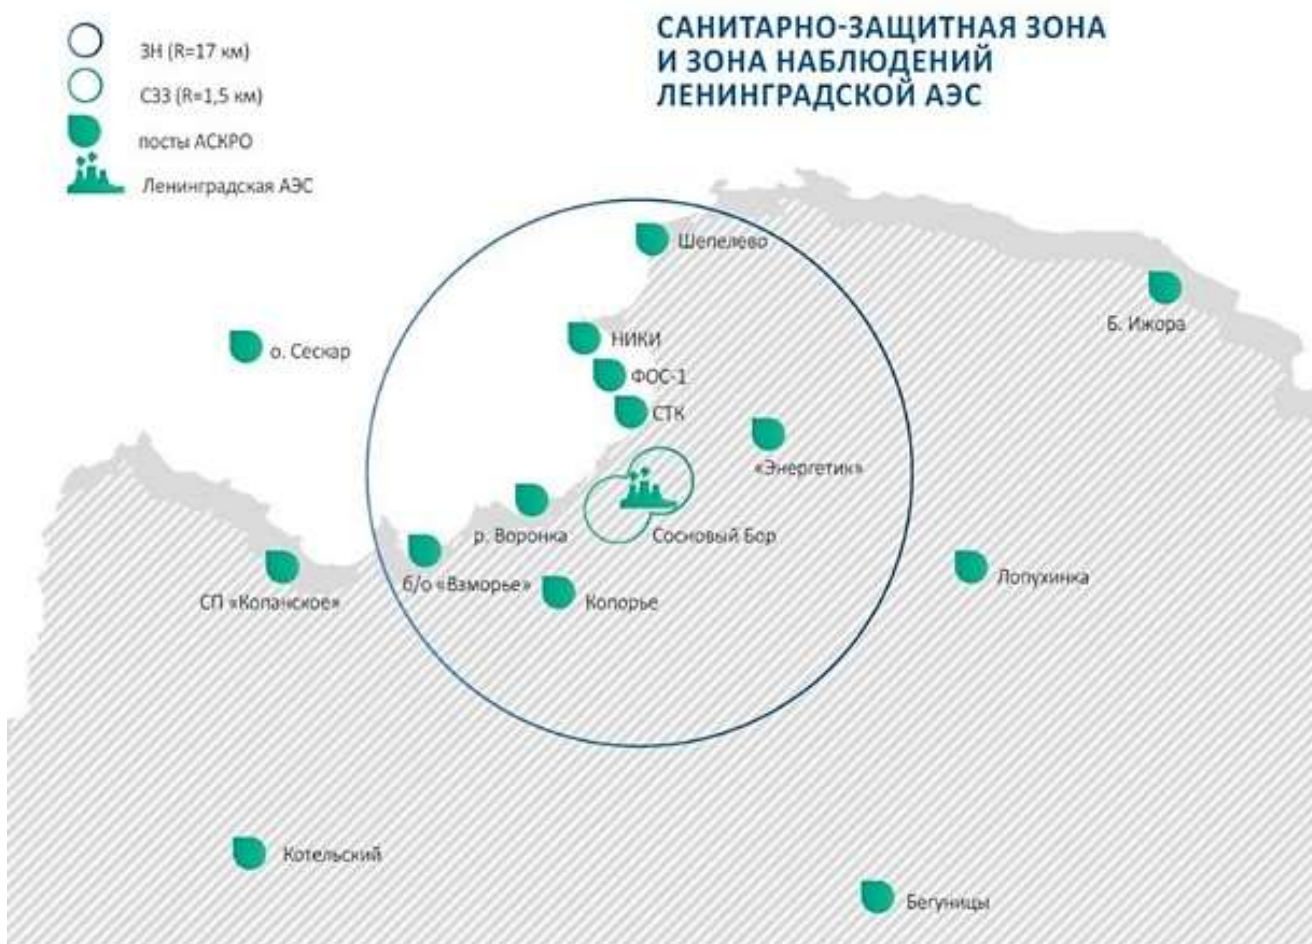 САНИТАРНО-ЗАЩИТНАЯ ЗОНА
И ЗОНА НАБЛЮДЕНИЙ
ЛЕНИНГРАДСКОЙ АЭС
ЗН (R=17 км)
СЗЗ (R=1,5 км)
посты АСКРО
Ленинградская АЭС
Шепелево
Б. Ижора
НИКИ
о. Сескар
ФОС-1
СТК
«Энергетик»
р. Воронка
Сосновый Бор
Лопухинка
б/о «Взморье»
СП «Копанское»
Копорье
Котельский
Бегуницы